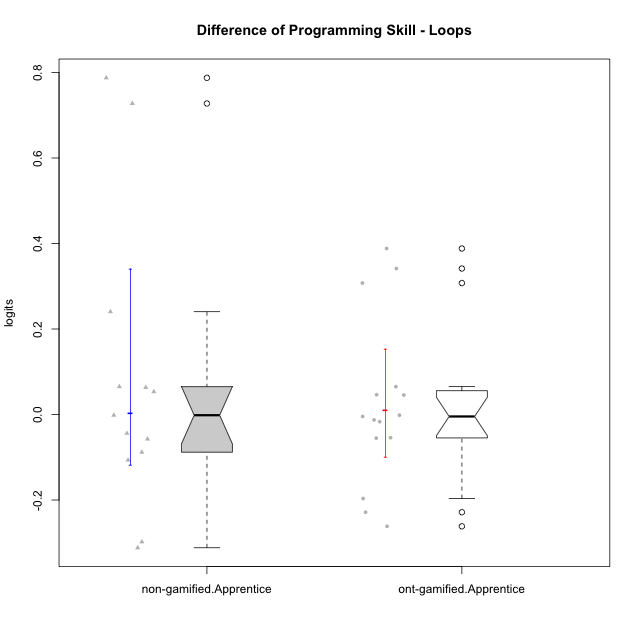 Difference of Programming Skill - Loops
logits
0.8
0.6
0.4
0.2
0.0
-0.2
non-gamified.Apprentice
ont-gamified.Apprentice